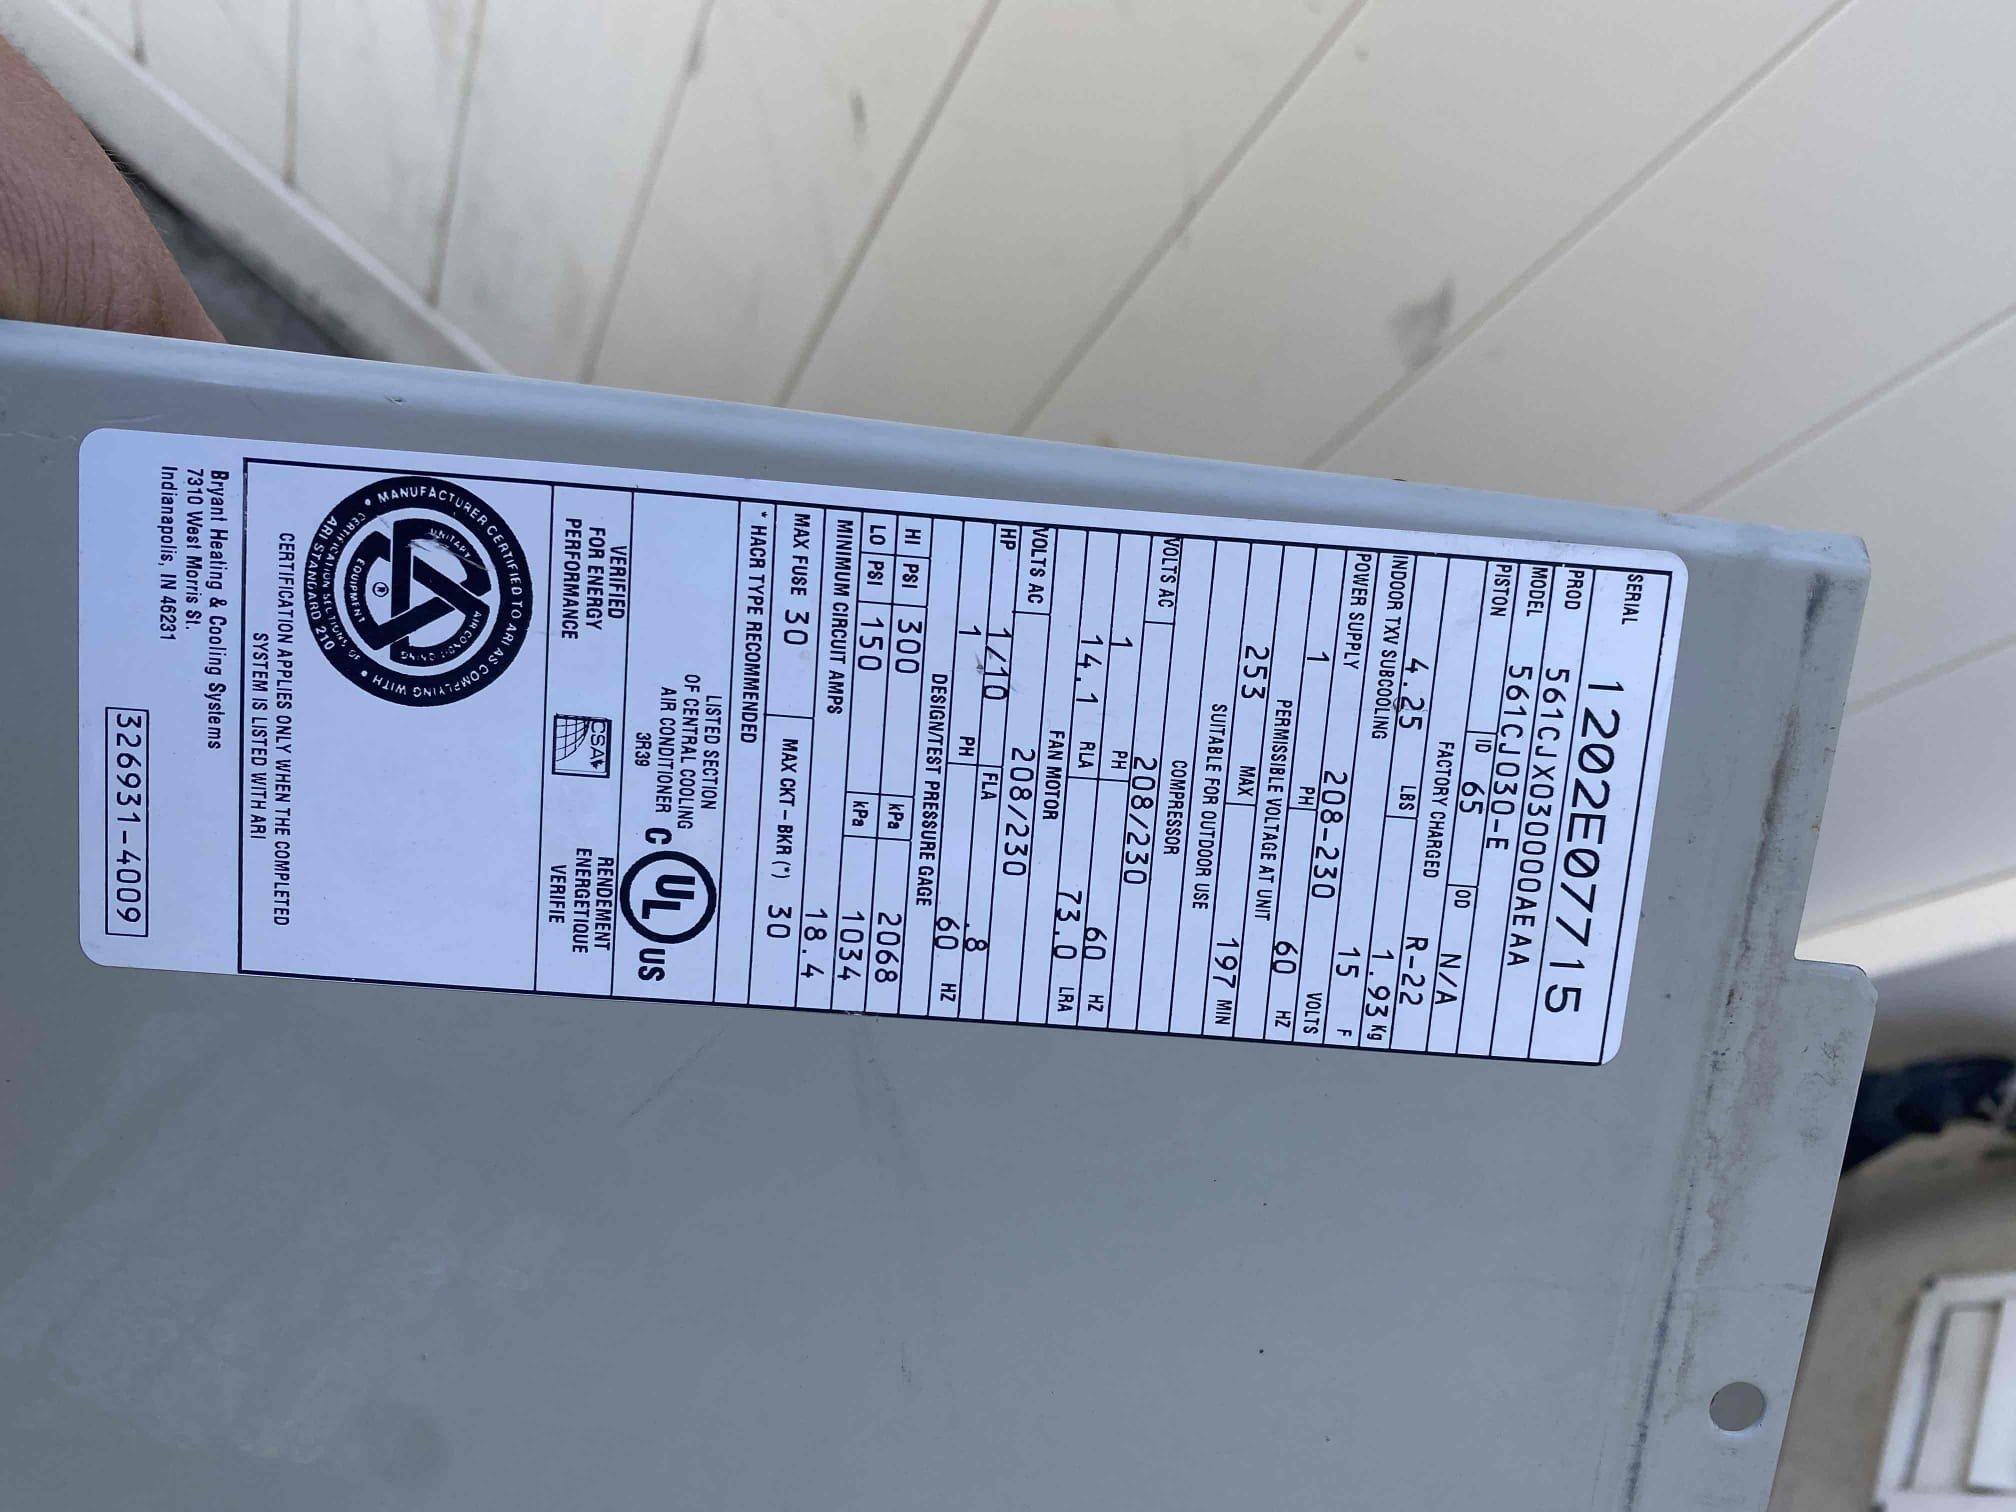 SERIAL 1202E07715
PROD 561CJX030000AEAA
MODEL 561CJ030-E
PISTON ID 65 OD N/A
FACTORY CHARGED
4.25 LBS R-22
INDOOR TXV SUBCOOLING 1.93 Kg
15 F
POWER SUPPLY 208-230 VOLTS
1 PH 60 HZ
PERMISSIBLE VOLTAGE AT UNIT
253 MAX 197 MIN
SUITABLE FOR OUTDOOR USE
COMPRESSOR
VOLTS AC 208/230
1 PH 60 HZ
14.1 RLA 73.0 LRA
FAN MOTOR
VOLTS AC 208/230
HP 1/10 FLA .8
1 PH 60 HZ
DESIGN/TEST PRESSURE GAGE
HI PSI 300 kPa 2068
LO PSI 150 kPa 1034
MINIMUM CIRCUIT AMPS 18.4
MAX FUSE 30 MAX CKT-BKR (*) 30
* HACR TYPE RECOMMENDED
LISTED SECTION
OF CENTRAL COOLING
AIR CONDITIONER
3R39
C UL US
VERIFIED
FOR ENERGY
PERFORMANCE
CSA
RENDEMENT
ENERGETIQUE
VERIFIE
MANUFACTURER CERTIFIED TO ARI AS COMPLYING WITH
ARI STANDARD 210
UNITARY
AIR CONDITIONING
EQUIPMENT
CERTIFICATION SECTIONS OF
®
CERTIFICATION APPLIES ONLY WHEN THE COMPLETED
SYSTEM IS LISTED WITH ARI
Bryant Heating & Cooling Systems
7310 West Morris St.
Indianapolis, IN 46231
326931-4009